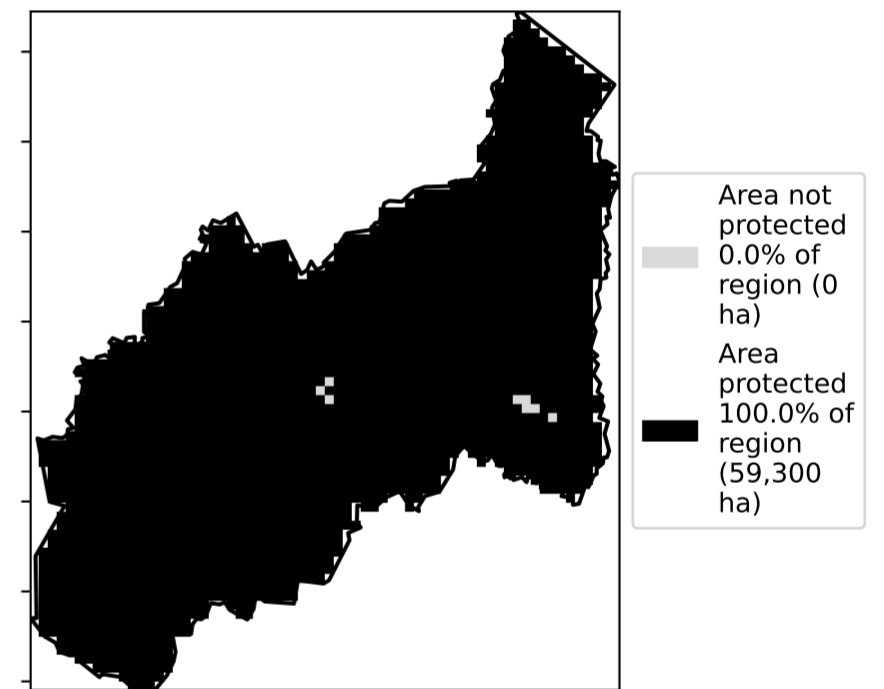 Area not
protected
0.0% of
region (0
ha)
Area
protected
100.0% of
region
(59,300
ha)